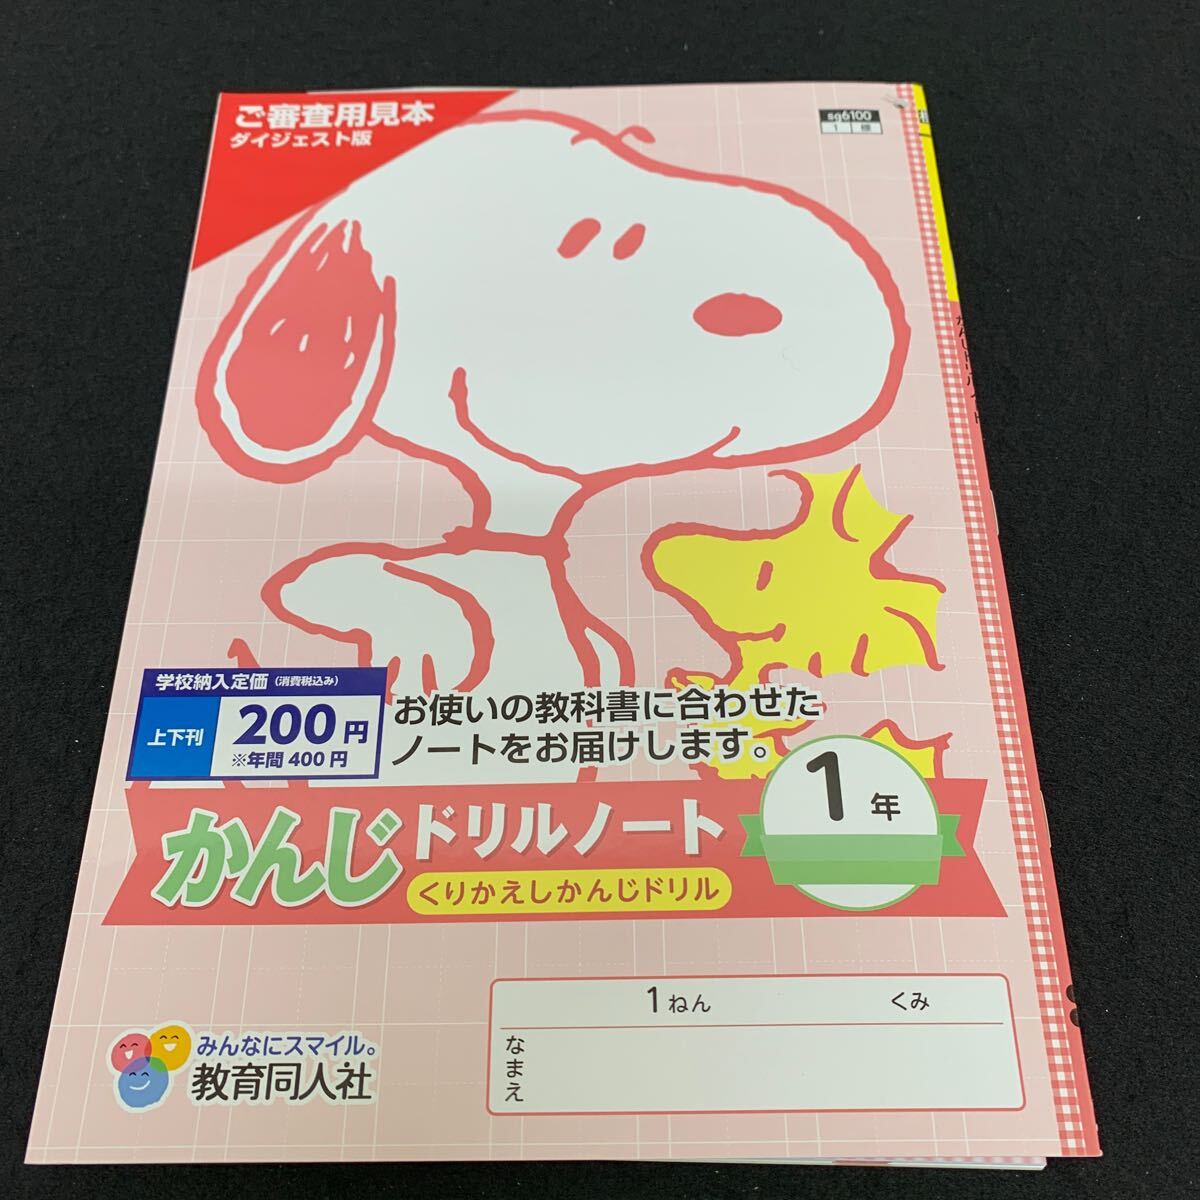 ご審査用見本
ダイジェスト版
sg6100
1 様
学校納入定価(消費税込み)
上下刊
200円
※年間400円
お使いの教科書に合わせた
ノートをお届けします。
1年
かんじドリルノート
くりかえしかんじドリル
1ねん くみ
なまえ
みんなにスマイル。
教育同人社